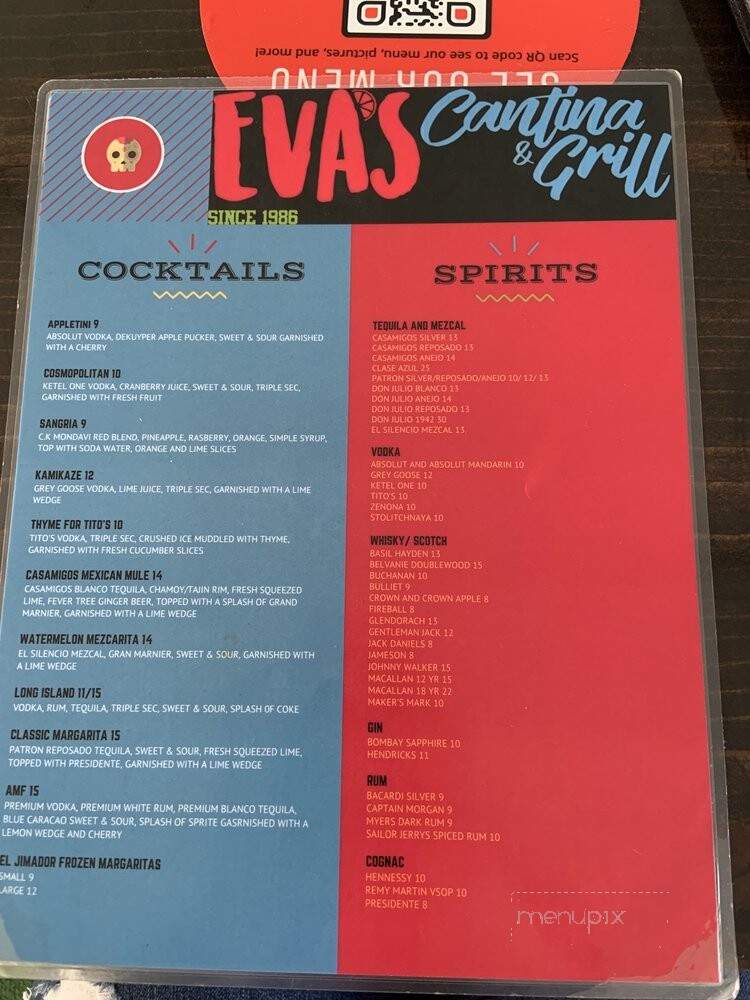 Scan QR code to see our menu, pictures, and more!
SEE OUR MENU
EVA'S Cantina & Grill
SINCE 1986
COCKTAILS
APPLETINI 9
ABSOLUT VODKA, DEKUYPER APPLE PUCKER, SWEET & SOUR GARNISHED
WITH A CHERRY
COSMOPOLITAN 10
KETEL ONE VODKA, CRANBERRY JUICE, SWEET & SOUR, TRIPLE SEC,
GARNISHED WITH FRESH FRUIT
SANGRIA 9
C.K MONDAVI RED BLEND, PINEAPPLE, RASBERRY, ORANGE, SIMPLE SYRUP,
TOP WITH SODA WATER, ORANGE AND LIME SLICES
KAMIKAZE 12
GREY GOOSE VODKA, LIME JUICE, TRIPLE SEC, GARNISHED WITH A LIME
WEDGE
THYME FOR TITO'S 10
TITO'S VODKA, TRIPLE SEC, CRUSHED ICE MUDDLED WITH THYME,
GARNISHED WITH FRESH CUCUMBER SLICES
CASAMIGOS MEXICAN MULE 14
CASAMIGOS BLANCO TEQUILA, CHAMOY/TAJIN RIM, FRESH SQUEEZED
LIME, FEVER TREE GINGER BEER, TOPPED WITH A SPLASH OF GRAND
MARNIER, GARNISHED WITH A LIME WEDGE
WATERMELON MEZCARITA 14
EL SILENCIO MEZCAL, GRAN MARNIER, SWEET & SOUR, GARNISHED WITH
A LIME WEDGE
LONG ISLAND 11/15
VODKA, RUM, TEQUILA, TRIPLE SEC, SWEET & SOUR, SPLASH OF COKE
CLASSIC MARGARITA 15
PATRON REPOSADO TEQUILA, SWEET & SOUR, FRESH SQUEEZED LIME,
TOPPED WITH PRESIDENTE, GARNISHED WITH A LIME WEDGE
AMF 15
PREMIUM VODKA, PREMIUM WHITE RUM, PREMIUM BLANCO TEQUILA,
BLUE CARACAO SWEET & SOUR, SPLASH OF SPRITE GASRNISHED WITH A
LEMON WEDGE AND CHERRY
EL JIMADOR FROZEN MARGARITAS
SMALL 9
LARGE 12
SPIRITS
TEQUILA AND MEZCAL
CASAMIGOS SILVER 13
CASAMIGOS REPOSADO 13
CASAMIGOS ANEJO 14
CLASE AZUL 25
PATRON SILVER/REPOSADO/ANEJO 10/ 12/ 13
DON JULIO BLANCO 13
DON JULIO ANEJO 14
DON JULIO REPOSADO 13
DON JULIO 1942 30
EL SILENCIO MEZCAL 13
VODKA
ABSOLUT AND ABSOLUT MANDARIN 10
GREY GOOSE 12
KETEL ONE 10
TITO'S 10
ZENONA 10
STOLITCHNAYA 10
WHISKY/ SCOTCH
BASIL HAYDEN 13
BELVANIE DOUBLEWOOD 15
BUCHANAN 10
BULLIET 9
CROWN AND CROWN APPLE 8
FIREBALL 8
GLENDORACH 13
GENTLEMAN JACK 12
JACK DANIELS 8
JAMESON 8
JOHNNY WALKER 15
MACALLAN 12 YR 15
MACALLAN 18 YR 22
MAKER'S MARK 10
GIN
BOMBAY SAPPHIRE 10
HENDRICKS 11
RUM
BACARDI SILVER 9
CAPTAIN MORGAN 9
MYERS DARK RUM 9
SAILOR JERRYS SPICED RUM 10
COGNAC
HENNESSY 10
REMY MARTIN VSOP 10
PRESIDENTE 8
menupix